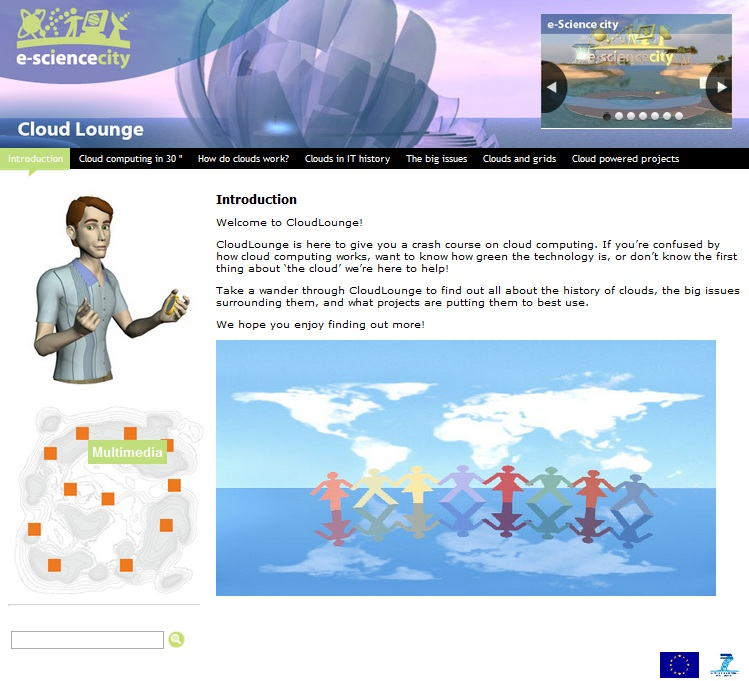 e-sciencecity
e-Science city
e-sciencecity
Cloud Lounge
Introduction Cloud computing in 30 " How do clouds work? Clouds in IT history The big issues Clouds and grids Cloud powered projects
Introduction
Welcome to CloudLounge!
CloudLounge is here to give you a crash course on cloud computing. If you’re confused by
how cloud computing works, want to know how green the technology is, or don’t know the first
thing about ‘the cloud’ we’re here to help!
Take a wander through CloudLounge to find out all about the history of clouds, the big issues
surrounding them, and what projects are putting them to best use.
We hope you enjoy finding out more!
Multimedia